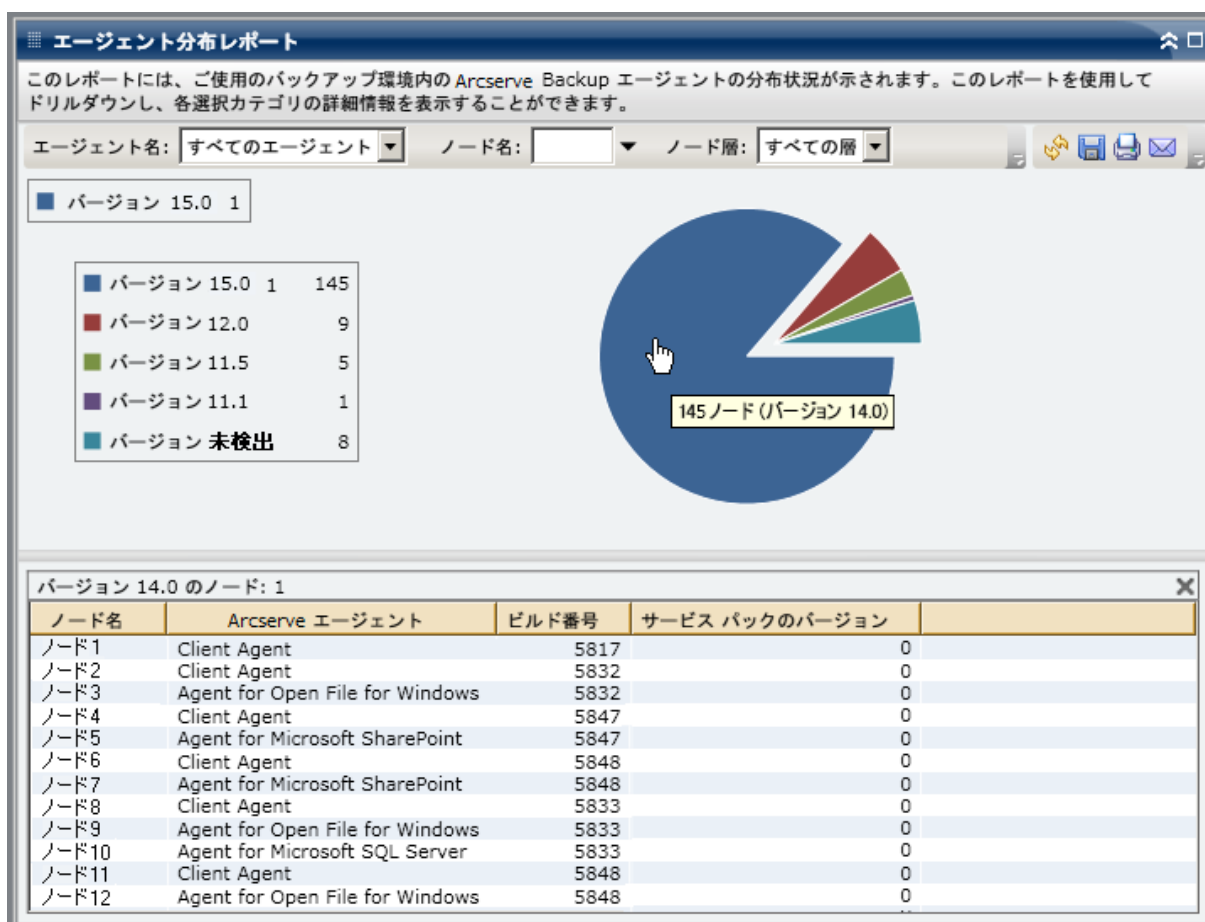 エージェント分布レポート
このレポートには、ご使用のバックアップ環境内の Arcserve Backup エージェントの分布状況が示されます。このレポートを使用して
ドリルダウンし、各選択カテゴリの詳細情報を表示することができます。
エージェント名: すべてのエージェント ノード名: ノード層: すべての層
バージョン 15.0 1
バージョン 15.0 1 145
バージョン 12.0 9
バージョン 11.5 5
バージョン 11.1 1
バージョン 未検出 8
145 ノード (バージョン 14.0)
バージョン 14.0 のノード: 1
ノード名 Arcserve エージェント ビルド番号 サービス パックのバージョン
ノード1 Client Agent 5817 0
ノード2 Client Agent 5832 0
ノード3 Agent for Open File for Windows 5832 0
ノード4 Client Agent 5847 0
ノード5 Agent for Microsoft SharePoint 5847 0
ノード6 Client Agent 5848 0
ノード7 Agent for Microsoft SharePoint 5848 0
ノード8 Client Agent 5833 0
ノード9 Agent for Open File for Windows 5833 0
ノード10 Agent for Microsoft SQL Server 5833 0
ノード11 Client Agent 5848 0
ノード12 Agent for Open File for Windows 5848 0